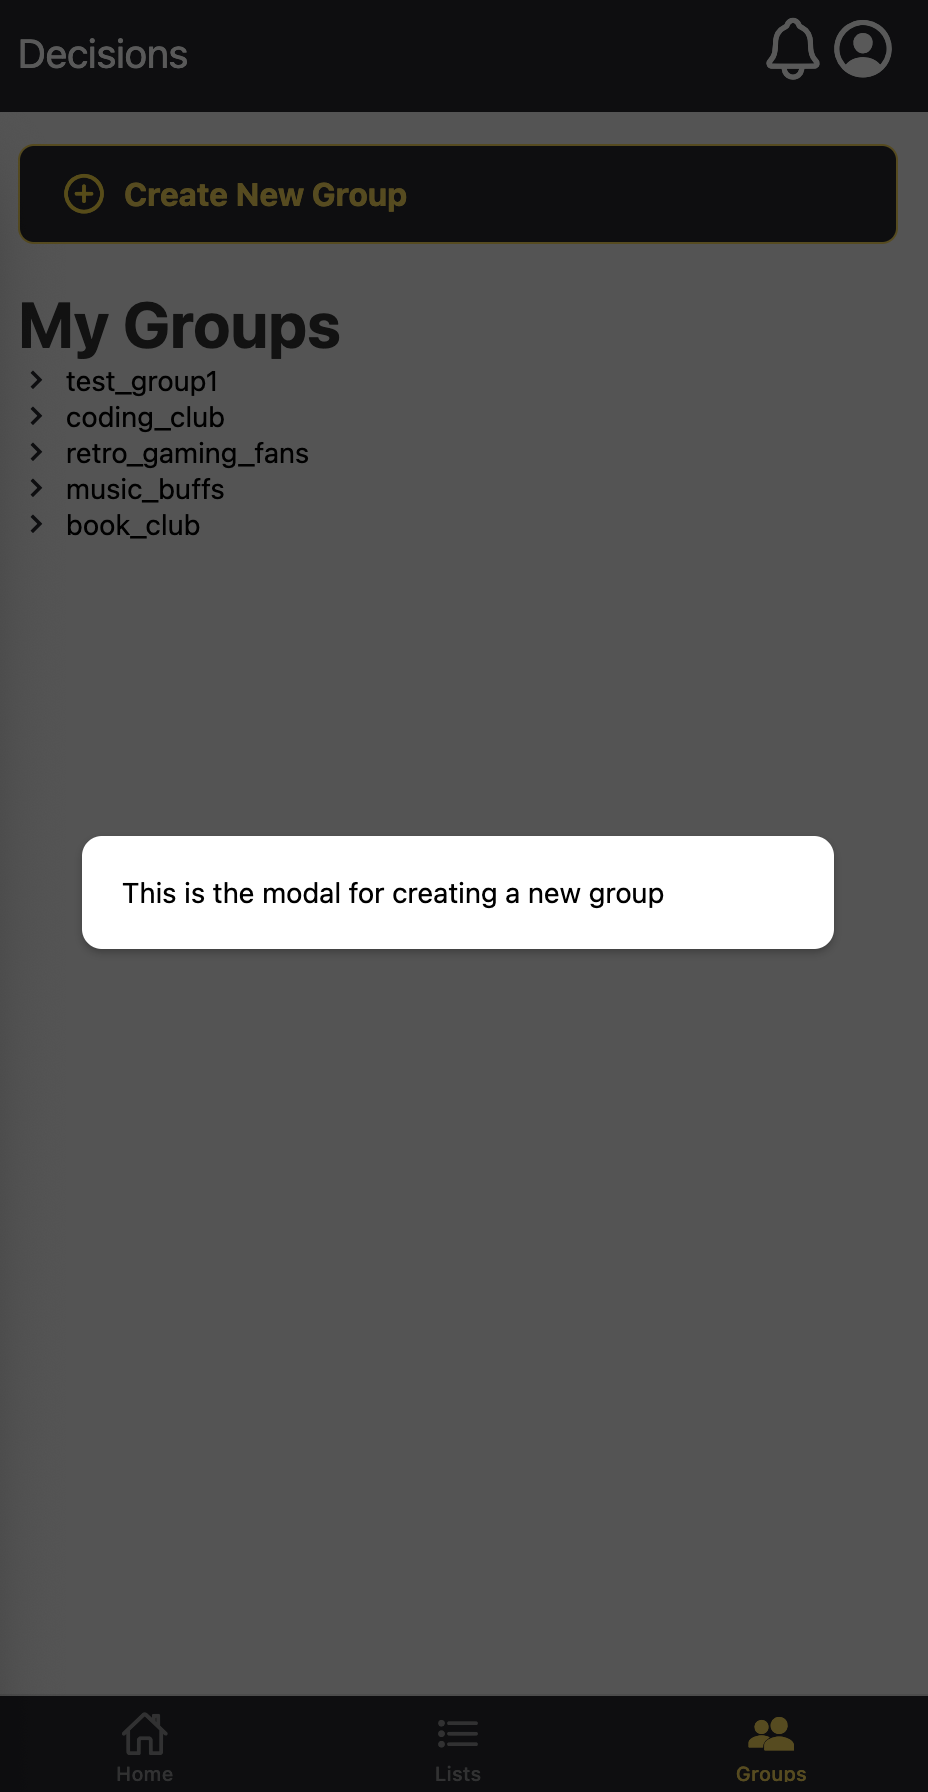 Decisions
Create New Group
My Groups
test_group1
coding_club
retro_gaming_fans
music_buffs
book_club
This is the modal for creating a new group
Home
Lists
Groups